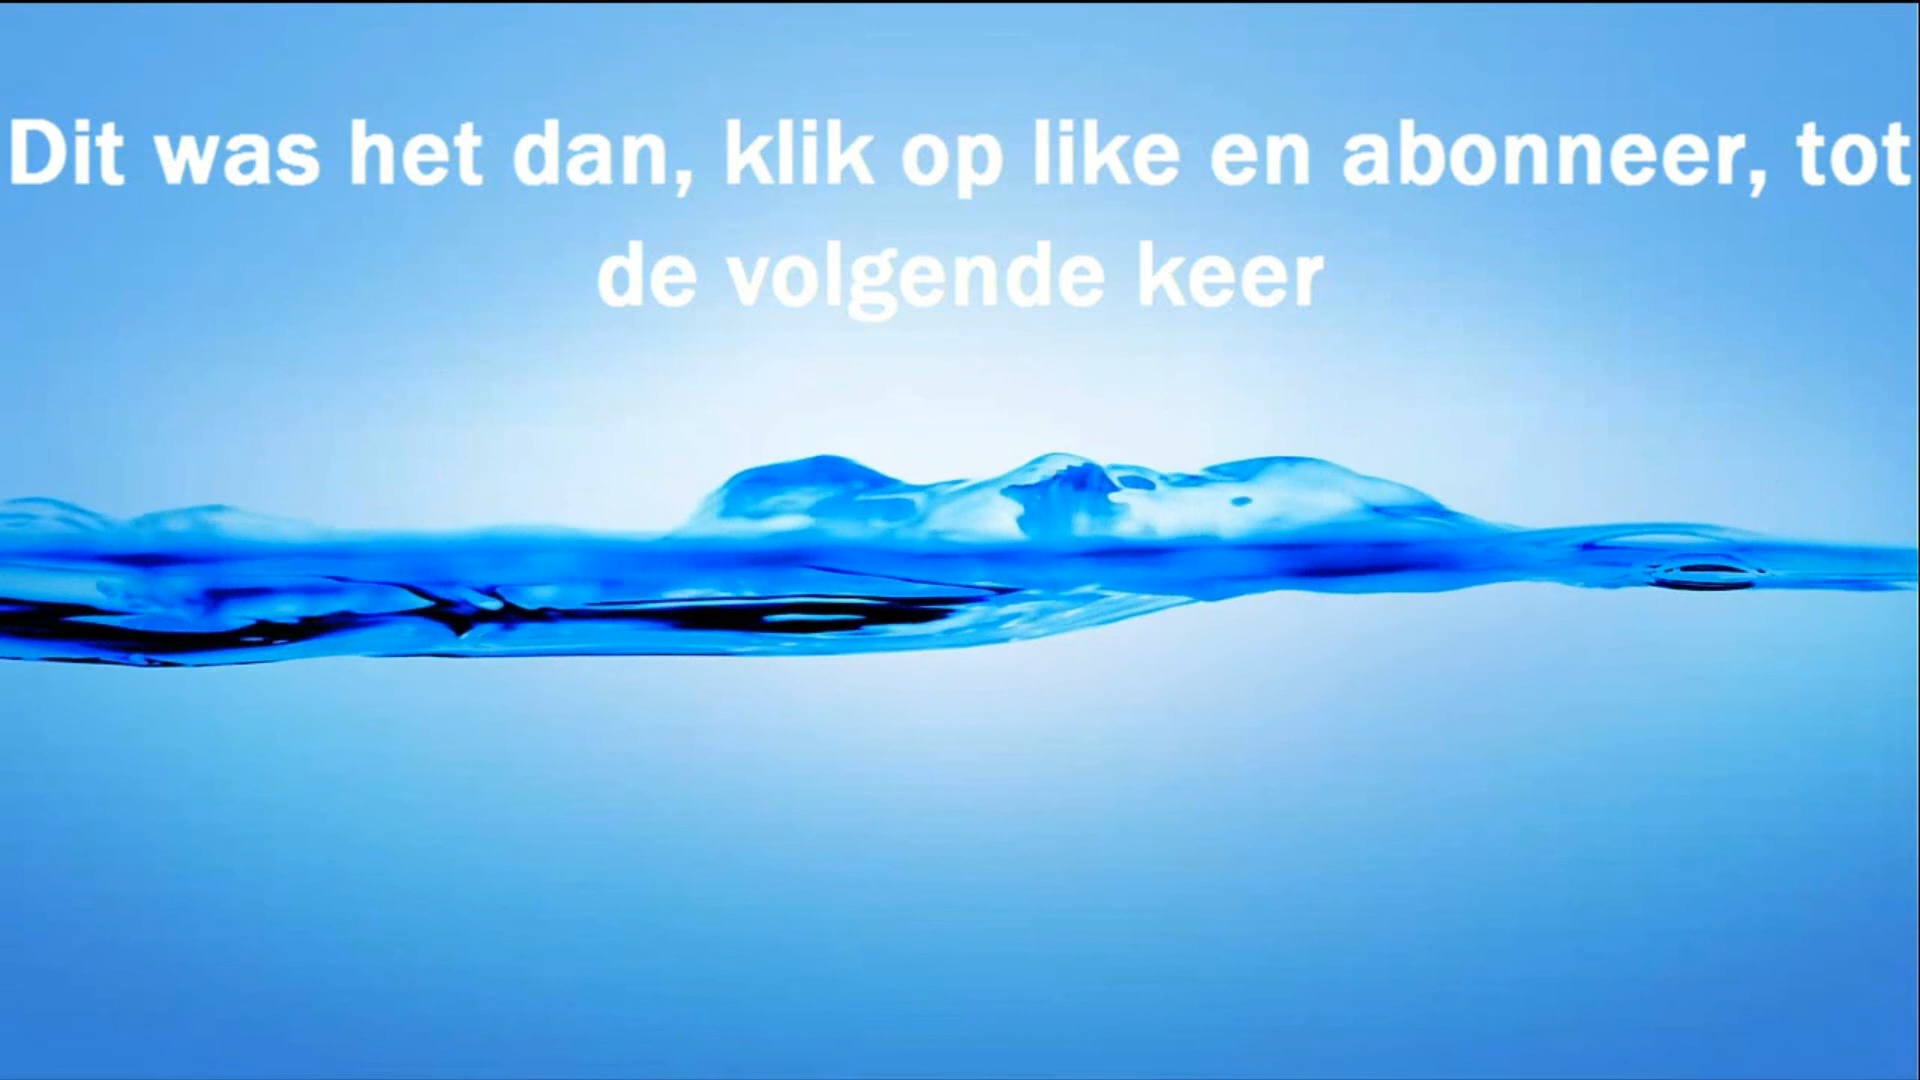 Dit was het dan, klik op like en abonneer, tot
de volgende keer